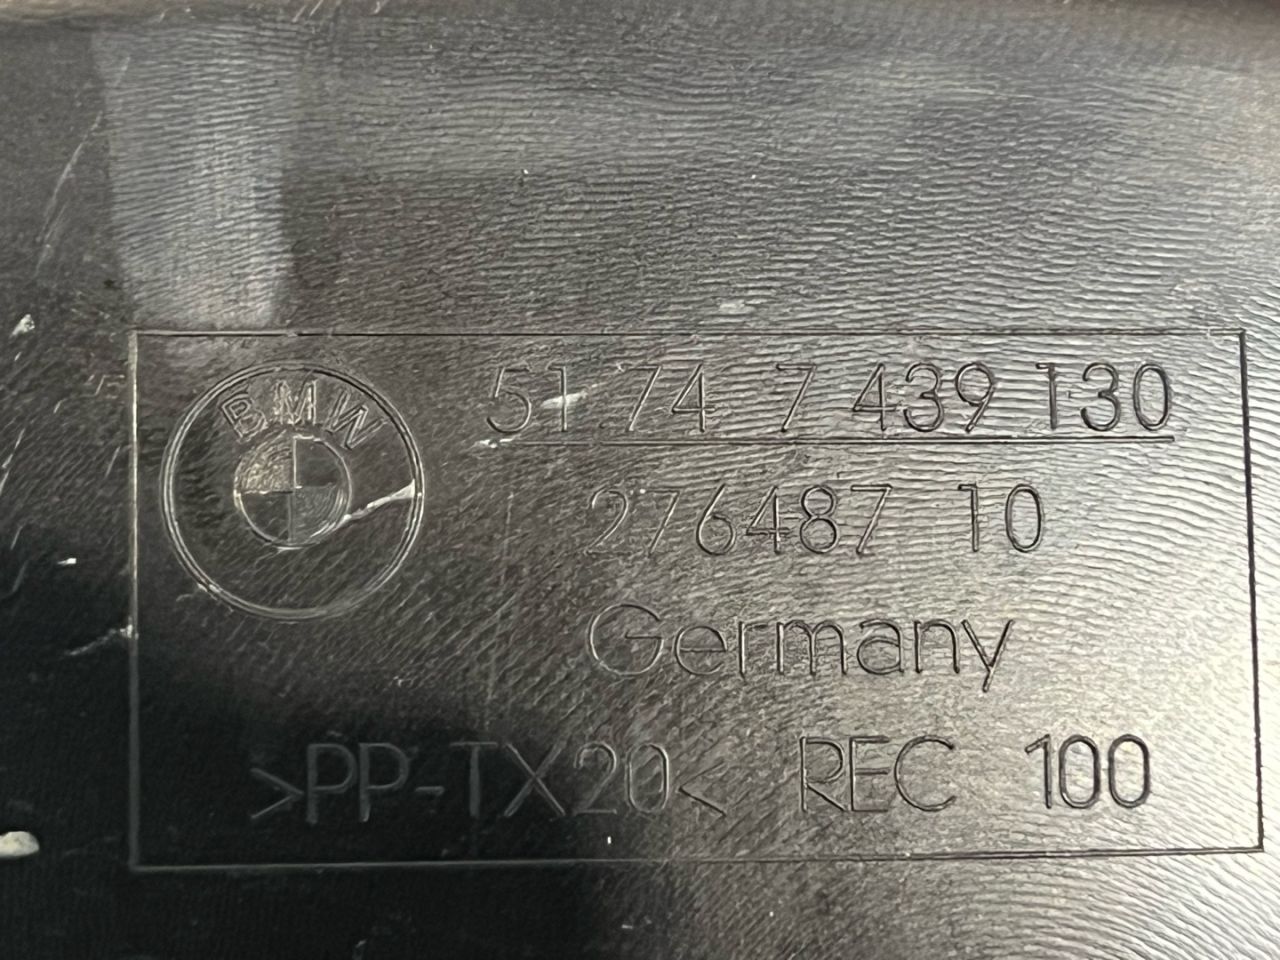 BMW
51 74 7 439 130
276487 10
Germany
>PP-TX20< REC 100